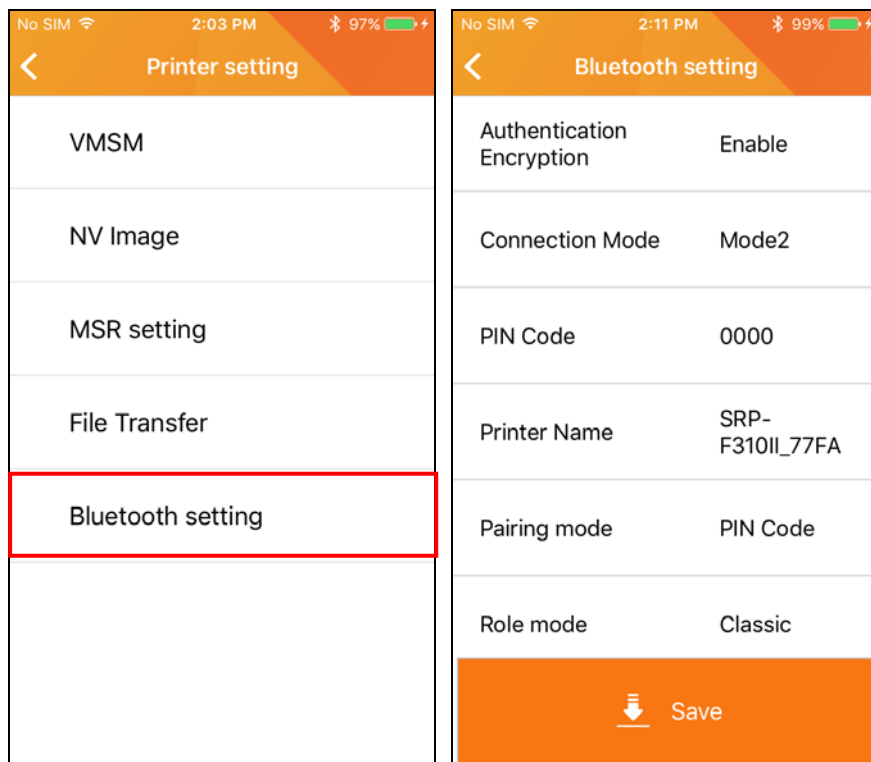 No SIM 2:03 PM 97%
Printer setting
VMSM
NV Image
MSR setting
File Transfer
Bluetooth setting
No SIM 2:11 PM 99%
Bluetooth setting
Authentication
Encryption
Enable
Connection Mode Mode2
PIN Code 0000
Printer Name
SRP-
F310II_77FA
Pairing mode PIN Code
Role mode Classic
Save